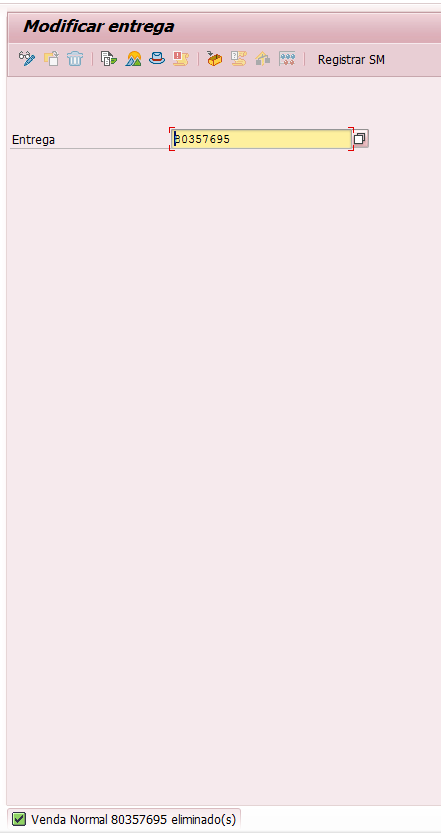 Modificar entrega
Registrar SM
Entrega
80357695
Venda Normal 80357695 eliminado(s)